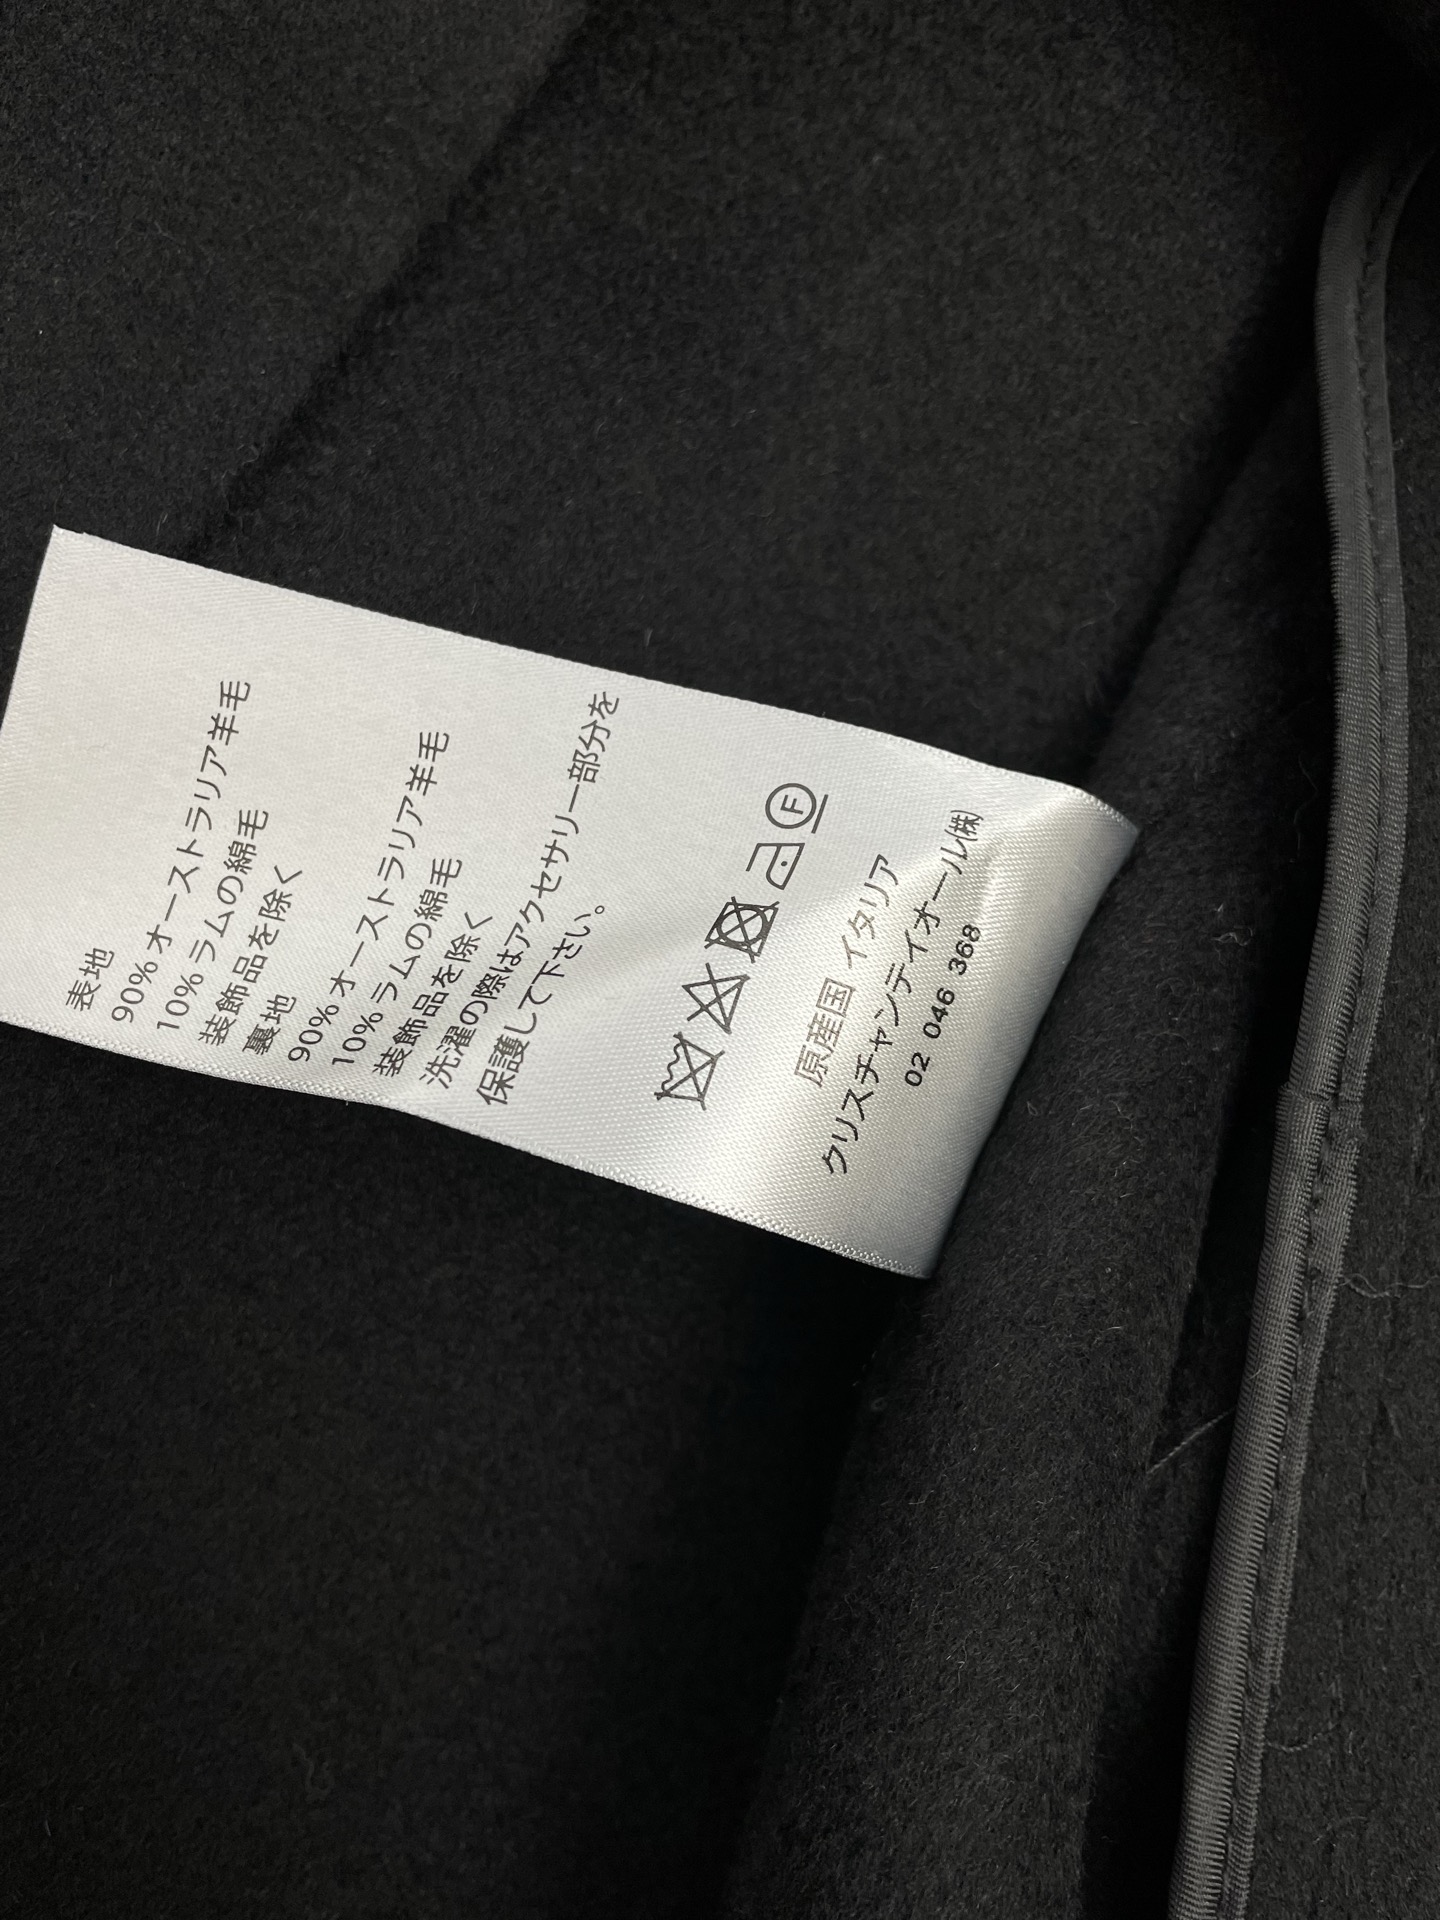 表地
90% オーストラリア羊毛
10% ラムの綿毛
装飾品を除く
裏地
90% オーストラリア羊毛
10% ラムの綿毛
装飾品を除く
洗濯の際はアクセサリー部分を
保護して下さい。
F
原産国 イタリア
クリスチャンディオール(株)
02 046 368